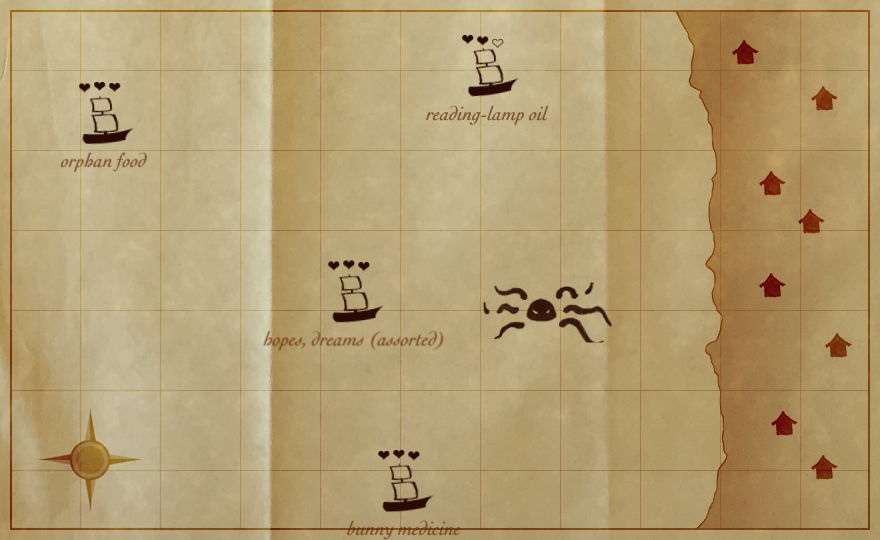 reading-lamp oil
orphan food
hopes, dreams (assorted)
bunny medicine